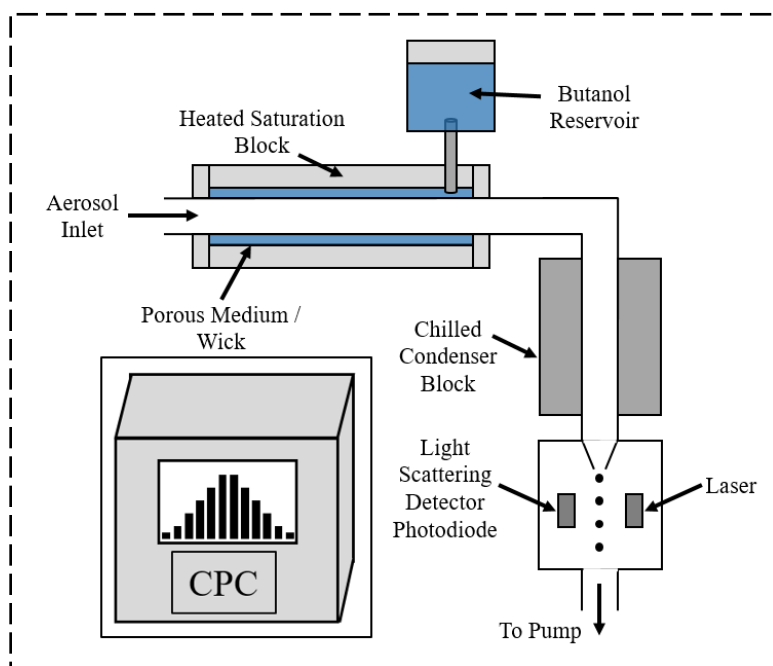 Butanol
Reservoir
Heated Saturation
Block
Aerosol
Inlet
Porous Medium /
Wick
Chilled
Condenser
Block
Light
Scattering
Detector
Photodiode
Laser
CPC
To Pump